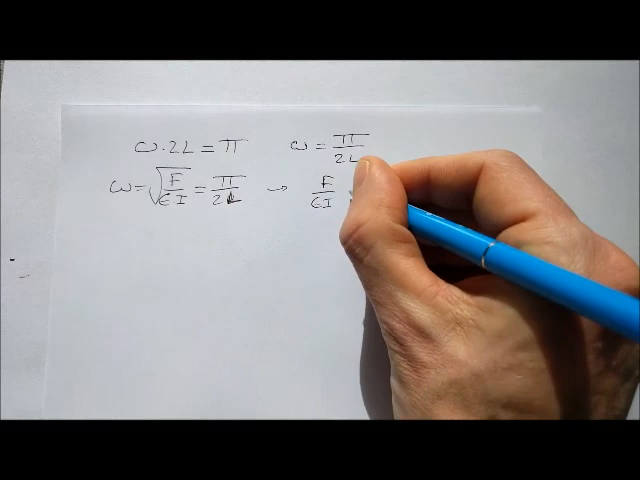 ω·2L = π ω = π/2L
ω = √(F/EI) = π/2L → F/EI